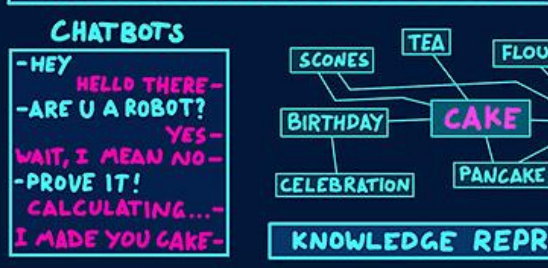 CHATBOTS
-HEY
HELLO THERE-
-ARE U A ROBOT?
YES-
WAIT, I MEAN NO-
-PROVE IT!
CALCULATING...-
I MADE YOU CAKE-
TEA
SCONES
BIRTHDAY
CAKE
CELEBRATION
PANCAKE
KNOWLEDGE